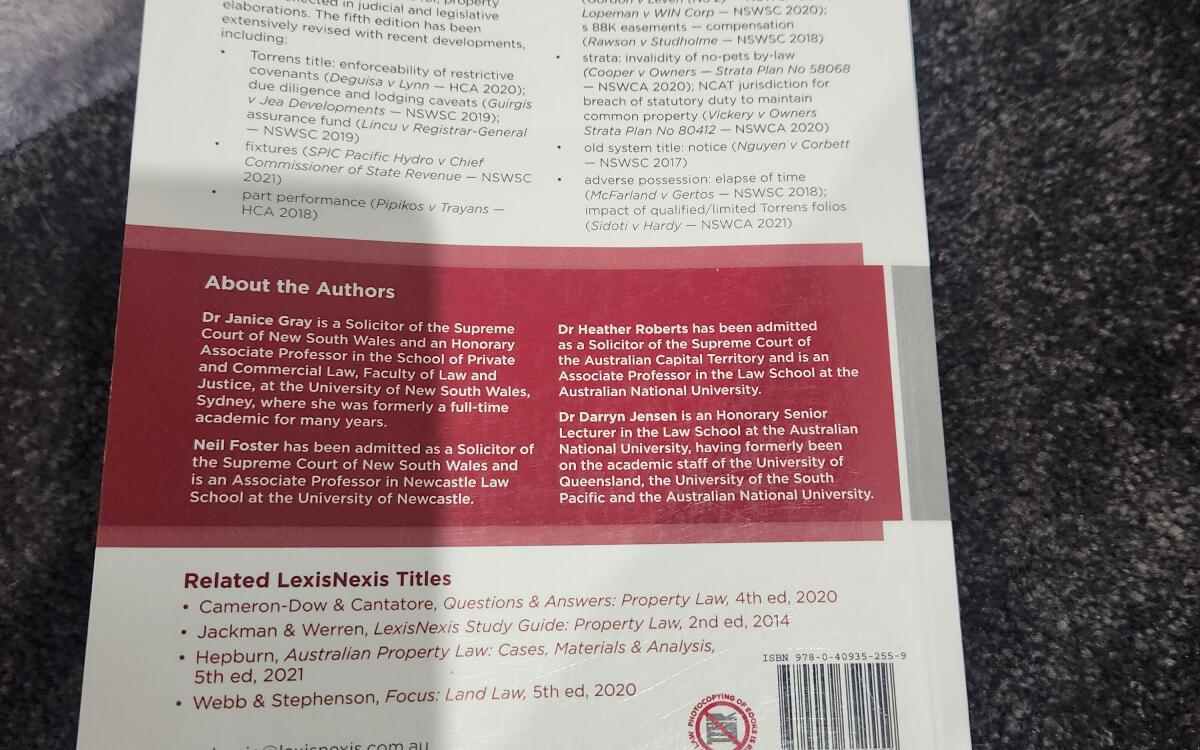 in judicial and legislative
elaborations. The fifth edition has been
extensively revised with recent developments,
including:
• Torrens title: enforceability of restrictive
covenants (Deguisa v Lynn — HCA 2020);
due diligence and lodging caveats (Guirgis
v Jea Developments — NSWSC 2019);
assurance fund (Lincu v Registrar-General
— NSWSC 2019)
• fixtures (SPIC Pacific Hydro v Chief
Commissioner of State Revenue — NSWSC
2021)
• part performance (Pipikos v Trayans —
HCA 2018)
Lopeman v WIN Corp — NSWSC 2020);
s 88K easements — compensation
(Rawson v Studholme — NSWSC 2018)
• strata: invalidity of no-pets by-law
(Cooper v Owners — Strata Plan No 58068
— NSWCA 2020); NCAT jurisdiction for
breach of statutory duty to maintain
common property (Vickery v Owners
Strata Plan No 80412 — NSWCA 2020)
• old system title: notice (Nguyen v Corbett
— NSWSC 2017)
• adverse possession: elapse of time
(McFarland v Gertos — NSWSC 2018);
impact of qualified/limited Torrens folios
(Sidoti v Hardy — NSWCA 2021)
About the Authors
Dr Janice Gray is a Solicitor of the Supreme
Court of New South Wales and an Honorary
Associate Professor in the School of Private
and Commercial Law, Faculty of Law and
Justice, at the University of New South Wales,
Sydney, where she was formerly a full-time
academic for many years.
Neil Foster has been admitted as a Solicitor of
the Supreme Court of New South Wales and
is an Associate Professor in Newcastle Law
School at the University of Newcastle.
Dr Heather Roberts has been admitted
as a Solicitor of the Supreme Court of
the Australian Capital Territory and is an
Associate Professor in the Law School at the
Australian National University.
Dr Darryn Jensen is an Honorary Senior
Lecturer in the Law School at the Australian
National University, having formerly been
on the academic staff of the University of
Queensland, the University of the South
Pacific and the Australian National University.
Related LexisNexis Titles
• Cameron-Dow & Cantatore, Questions & Answers: Property Law, 4th ed, 2020
• Jackman & Werren, LexisNexis Study Guide: Property Law, 2nd ed, 2014
• Hepburn, Australian Property Law: Cases, Materials & Analysis,
5th ed, 2021
• Webb & Stephenson, Focus: Land Law, 5th ed, 2020
ISBN 978-0-40935-255-9
LAW PHOTOCOPYING OF BOOKS IS